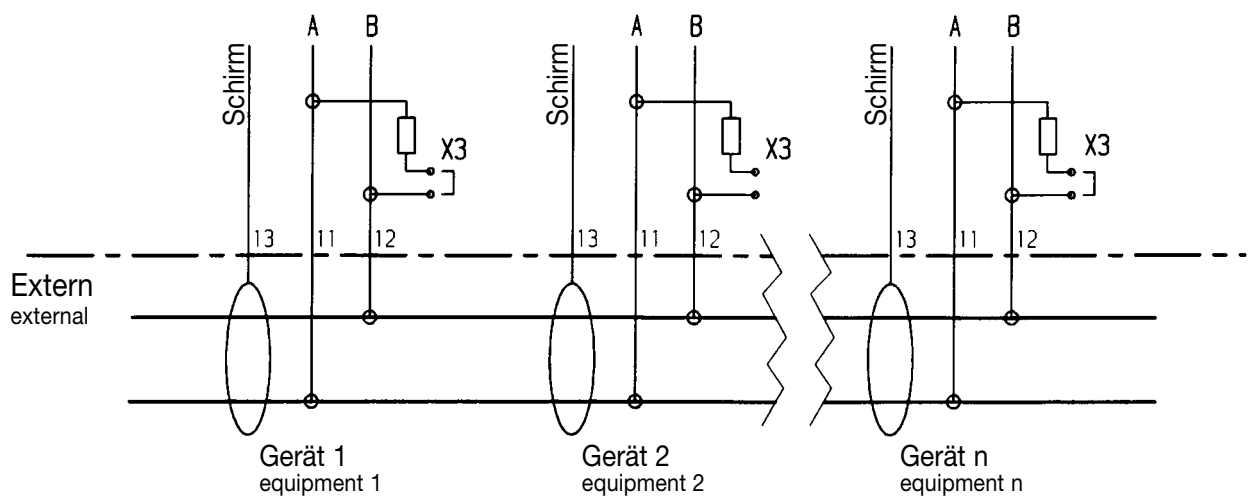 A B A B A B
Schirm Schirm Schirm
X3 X3 X3
13 11 12 13 11 12 13 11 12
Extern
external
Gerät 1 Gerät 2 Gerät n
equipment 1 equipment 2 equipment n